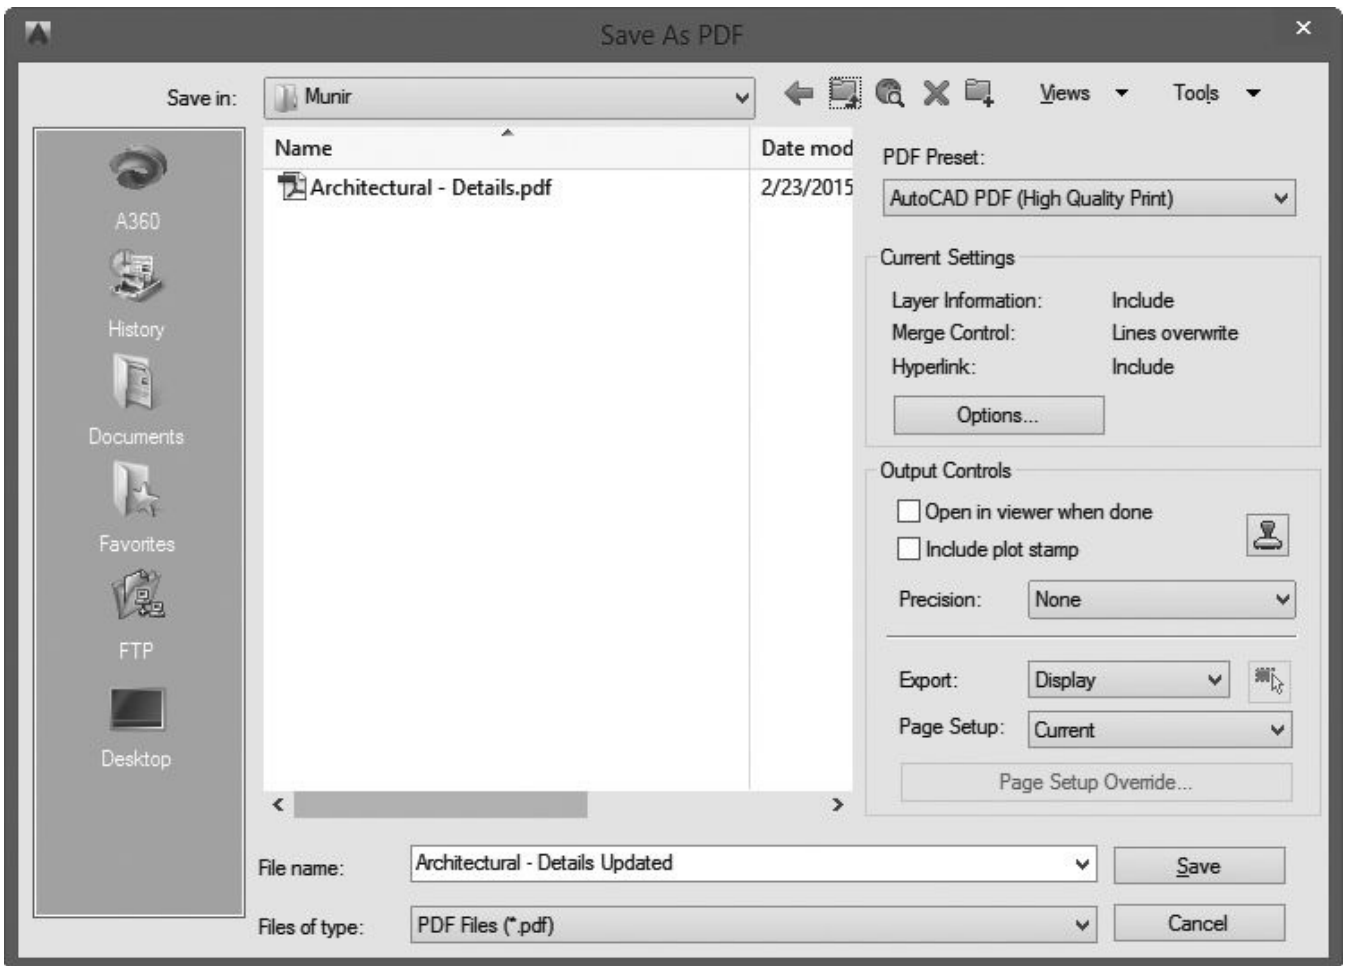 Save As PDF
Save in:
Munir
Views
Tools
A360
History
Documents
Favorites
FTP
Desktop
Name
Date mod
Architectural - Details.pdf
2/23/2015
PDF Preset:
AutoCAD PDF (High Quality Print)
Current Settings
Layer Information: Include
Merge Control: Lines overwrite
Hyperlink: Include
Options...
Output Controls
Open in viewer when done
Include plot stamp
Precision: None
Export: Display
Page Setup: Current
Page Setup Override...
File name: Architectural - Details Updated
Save
Files of type: PDF Files (*.pdf)
Cancel